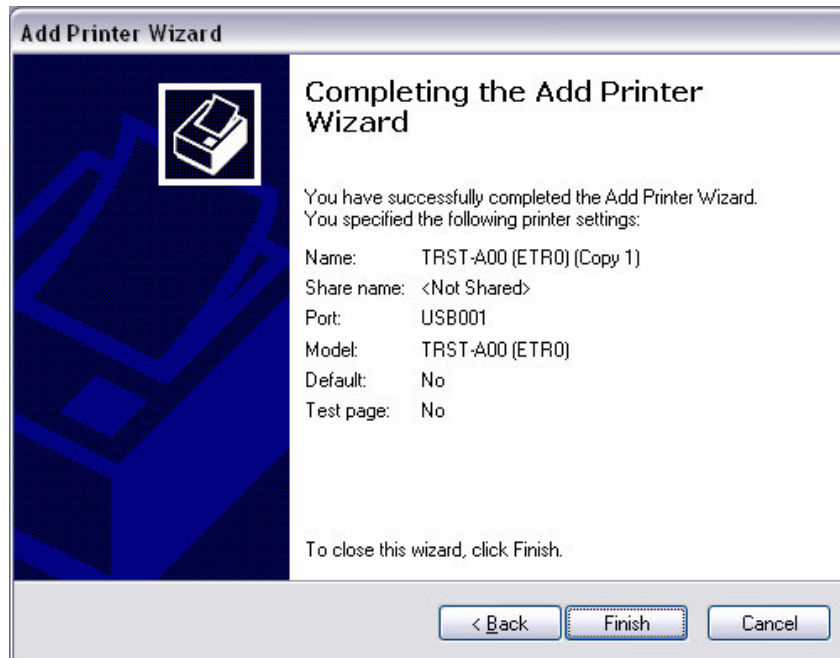 Add Printer Wizard
Completing the Add Printer
Wizard
You have successfully completed the Add Printer Wizard.
You specified the following printer settings:
Name: TRST-A00 (ETR0) (Copy 1)
Share name: <Not Shared>
Port: USB001
Model: TRST-A00 (ETR0)
Default: No
Test page: No
To close this wizard, click Finish.
< Back Finish Cancel